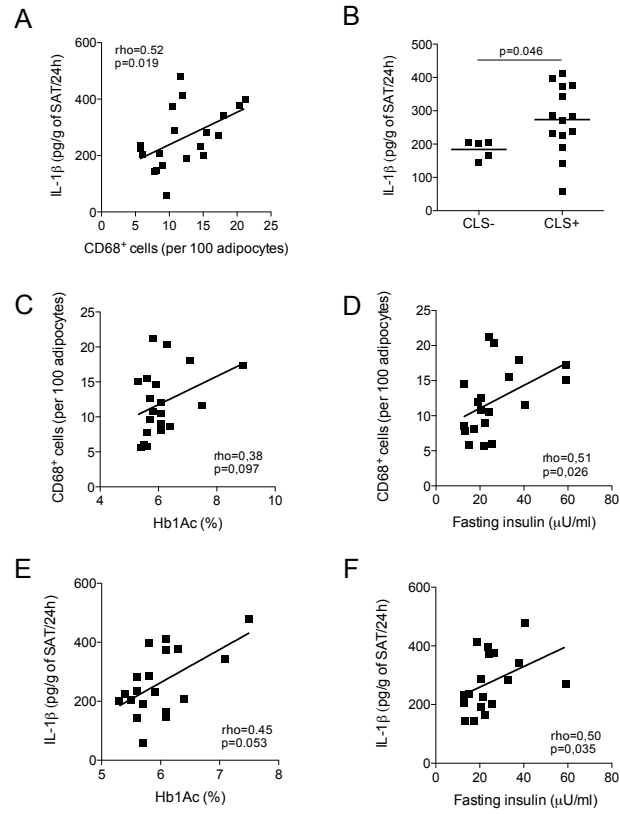 A
IL-1β (pg/g of SAT/24h)
600
400
200
0
rho=0.52
p=0.019
0 5 10 15 20 25
CD68+ cells (per 100 adipocytes)
B
IL-1β (pg/g of SAT/24h)
500
400
300
200
100
0
p=0.046
CLS- CLS+
C
CD68+ cells (per 100 adipocytes)
25
20
15
10
5
0
rho=0,38
p=0,097
4 6 8 10
Hb1Ac (%)
D
CD68+ cells (per 100 adipocytes)
25
20
15
10
5
0
rho=0,51
p=0,026
0 20 40 60 80
Fasting insulin (μU/ml)
E
IL-1β (pg/g of SAT/24h)
600
400
200
0
rho=0.45
p=0.053
5 6 7 8
Hb1Ac (%)
F
IL-1β (pg/g of SAT/24h)
600
400
200
0
rho=0,50
p=0,035
0 20 40 60 80
Fasting insulin (μU/ml)